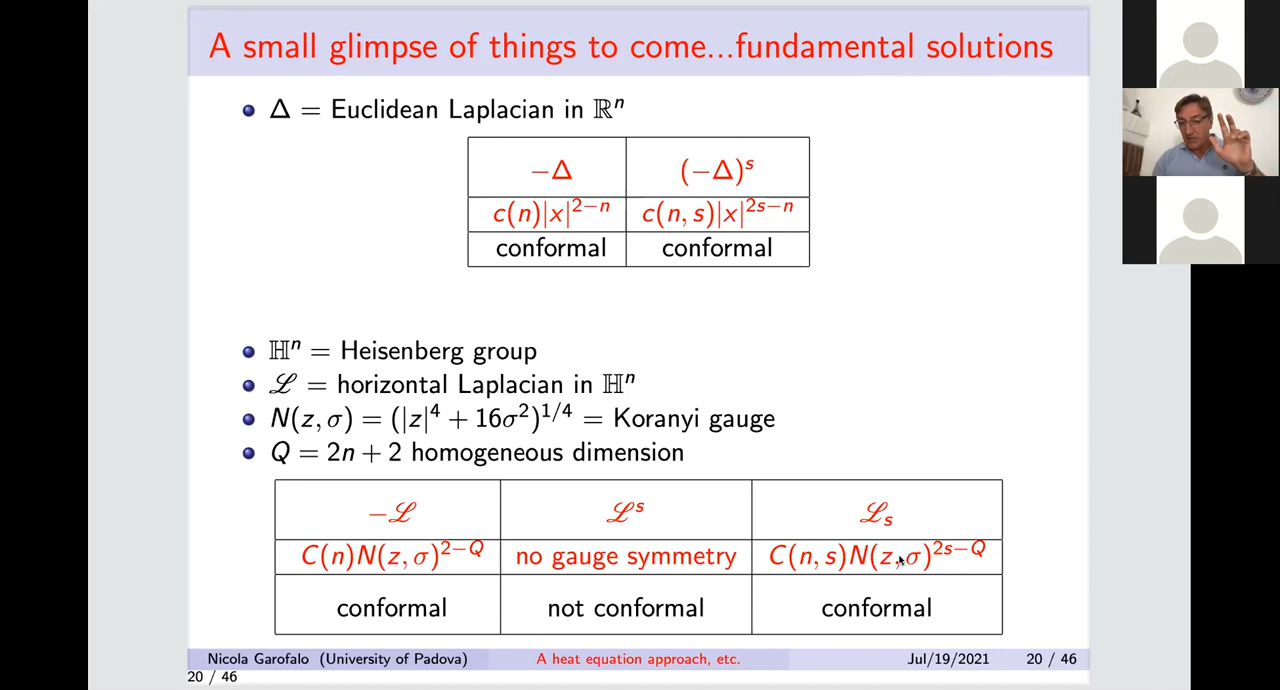 A small glimpse of things to come...fundamental solutions
Δ = Euclidean Laplacian in ℝⁿ
−Δ (−Δ)ˢ
c(n)|x|²⁻ⁿ c(n, s)|x|²ˢ⁻ⁿ
conformal conformal
ℍⁿ = Heisenberg group
ℒ = horizontal Laplacian in ℍⁿ
N(z, σ) = (|z|⁴ + 16σ²)^{1/4} = Koranyi gauge
Q = 2n + 2 homogeneous dimension
−ℒ ℒˢ ℒₛ
C(n)N(z, σ)^{2−Q} no gauge symmetry C(n, s)N(z, σ)^{2s−Q}
conformal not conformal conformal
Nicola Garofalo (University of Padova) A heat equation approach, etc. Jul/19/2021 20 / 46
20 / 46